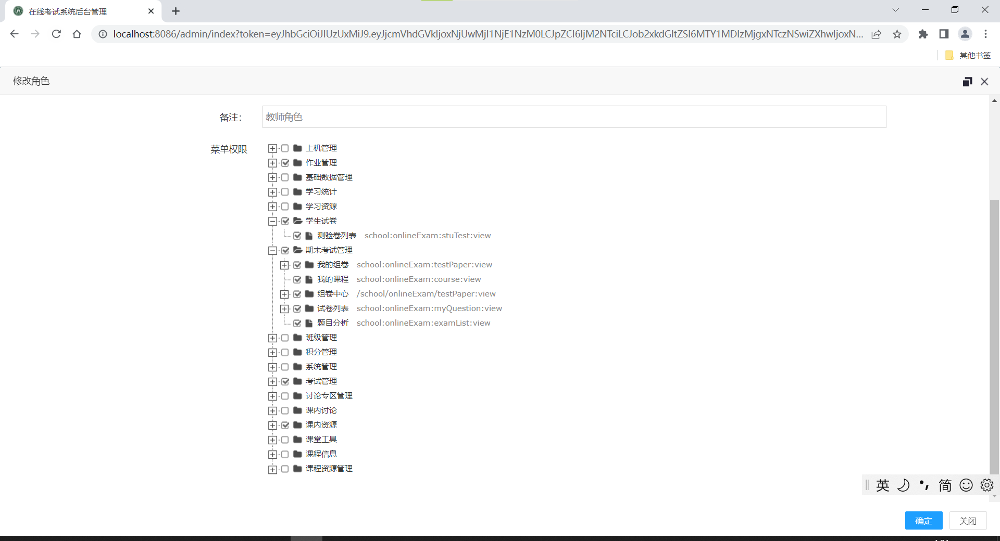 在线考试系统后台管理
localhost:8086/admin/index?token=eyJhbGciOiJIUzUxMiJ9.eyJjcmVhdGVkIjoxNjUwMjI1NjE1NzM0LCJpZCI6IjM2NTciLCJob2xkdGltZSI6MTY1MDIzMjgxNTczNSwiZXhwIjoxN...
其他书签
修改角色
备注： 教师角色
菜单权限
上机管理
作业管理
基础数据管理
学习统计
学习资源
学生试卷
测验卷列表 school:onlineExam:stuTest:view
期末考试管理
我的组卷 school:onlineExam:testPaper:view
我的课程 school:onlineExam:course:view
组卷中心 /school/onlineExam/testPaper:view
试卷列表 school:onlineExam:myQuestion:view
题目分析 school:onlineExam:examList:view
班级管理
积分管理
系统管理
考试管理
讨论专区管理
课内讨论
课内资源
课堂工具
课程信息
课程资源管理
英 简
确定 关闭